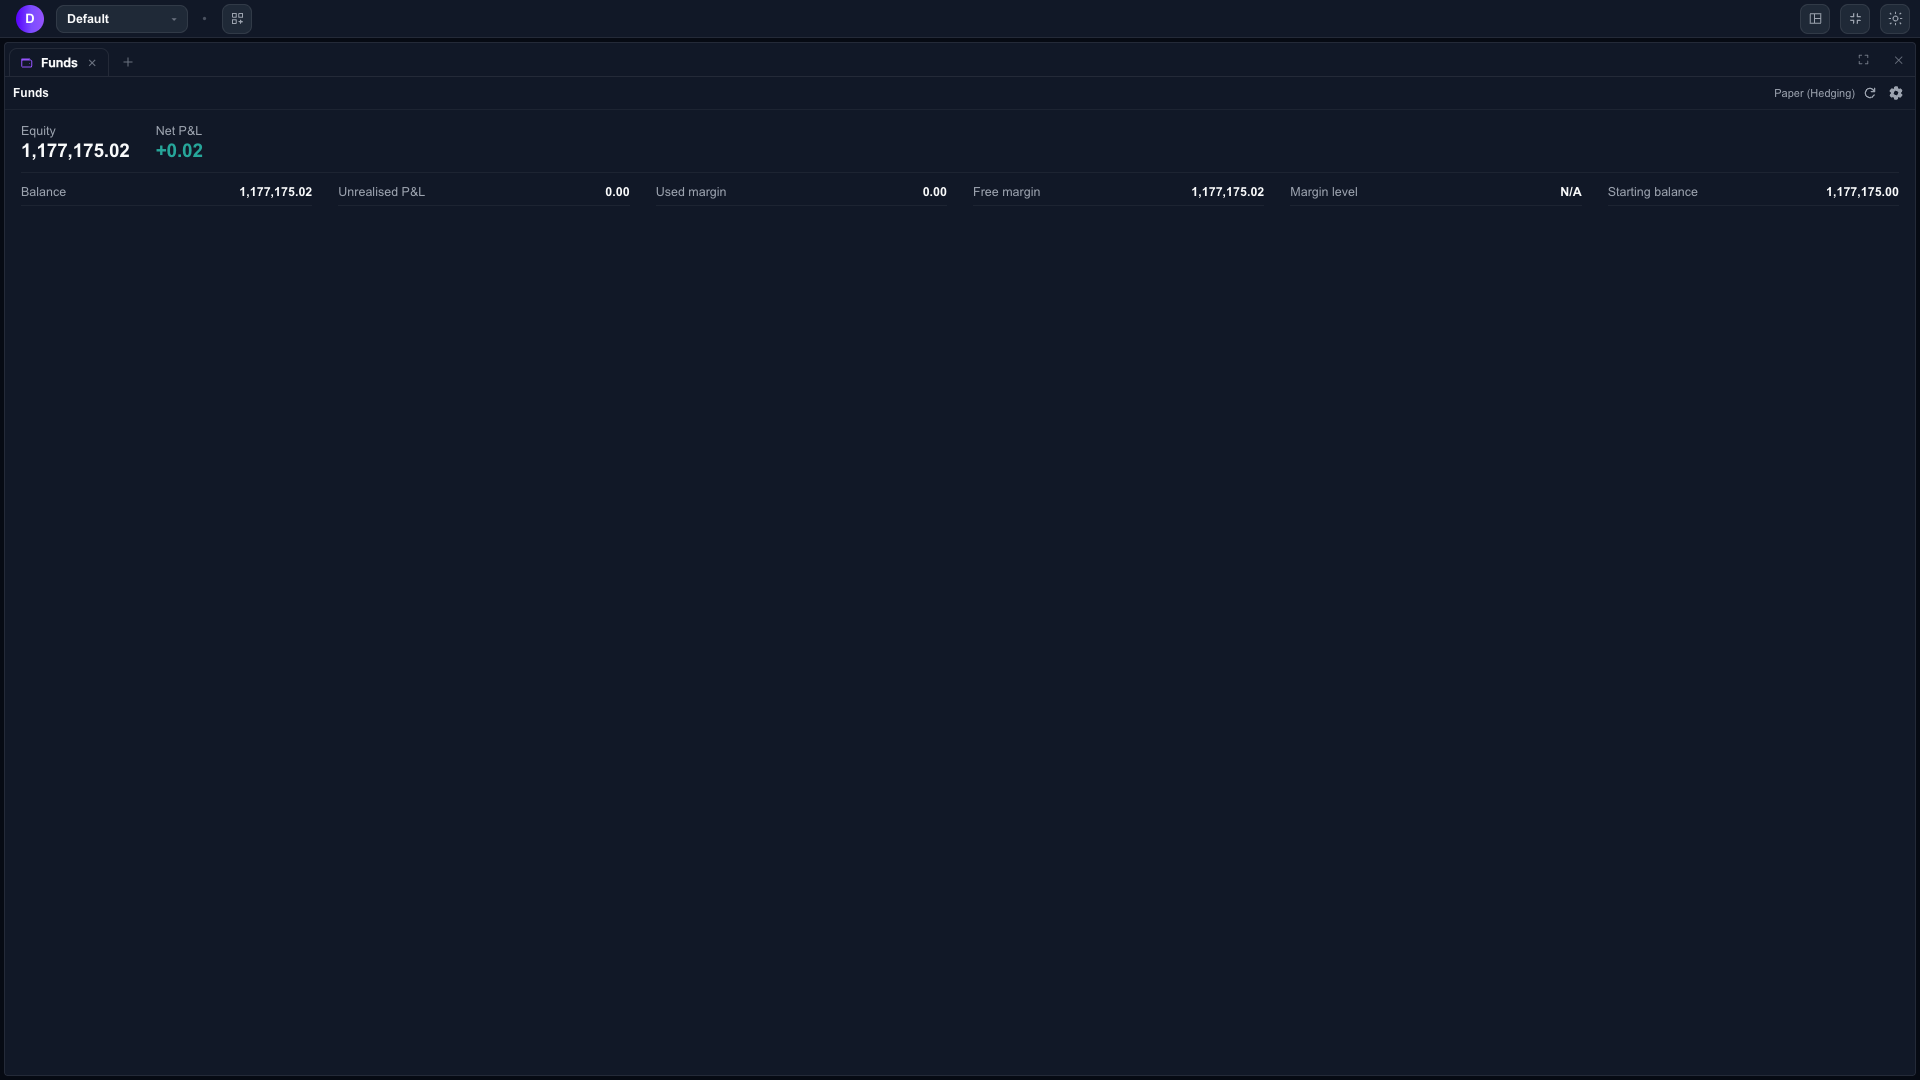 D Default
Funds
Funds Paper (Hedging)
Equity Net P&L
1,177,175.02 +0.02
Balance 1,177,175.02 Unrealised P&L 0.00 Used margin 0.00 Free margin 1,177,175.02 Margin level N/A Starting balance 1,177,175.00